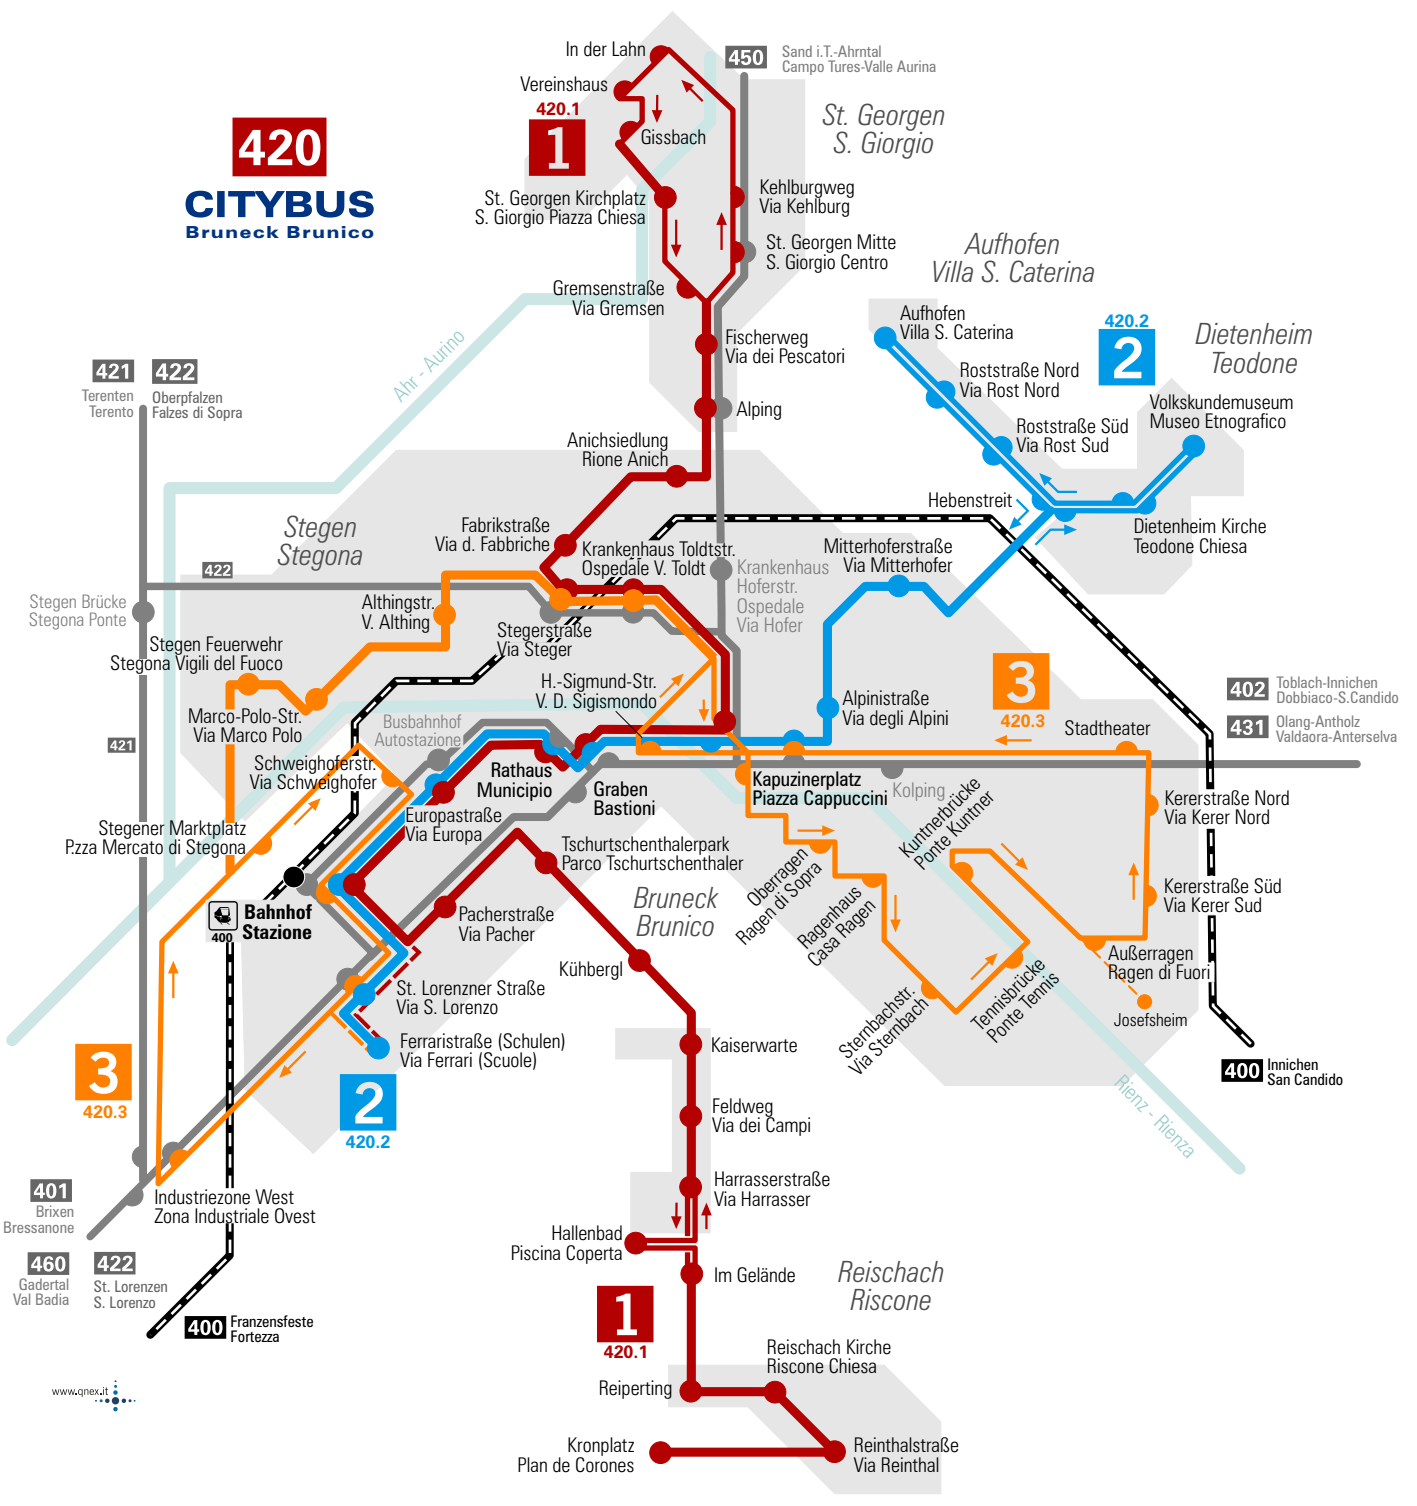 In der Lahn
Vereinshaus
420.1
1
Gissbach
St. Georgen Kirchplatz
S. Giorgio Piazza Chiesa
450
Sand i.T.-Ahrntal
Campo Tures-Valle Aurina
St. Georgen
S. Giorgio
420
CITYBUS
Bruneck Brunico
Kehlburgweg
Via Kehlburg
St. Georgen Mitte
S. Giorgio Centro
Gremsenstraße
Via Gremsen
Fischerweg
Via dei Pescatori
Alping
Anichsiedlung
Rione Anich
Aufhofen
Villa S. Caterina
Aufhofen
Villa S. Caterina
420.2
2
Dietenheim
Teodone
Roststraße Nord
Via Rost Nord
Roststraße Süd
Via Rost Sud
Volkskundemuseum
Museo Etnografico
Hebenstreit
Dietenheim Kirche
Teodone Chiesa
Ahr - Aurino
421
422
Terenten
Terento
Oberpfalzen
Falzes di Sopra
Stegen
Stegona
Fabrikstraße
Via d. Fabbriche
Krankenhaus Toldtstr.
Ospedale V. Toldt
Krankenhaus
Hoferstr.
Ospedale
Via Hofer
Mitterhoferstraße
Via Mitterhofer
422
Stegen Brücke
Stegona Ponte
Althingstr.
V. Althing
Stegerstraße
Via Steger
Stegen Feuerwehr
Stegona Vigili del Fuoco
H.-Sigmund-Str.
V. D. Sigismondo
Marco-Polo-Str.
Via Marco Polo
421
Busbahnhof
Autostazione
Alpinistraße
Via degli Alpini
3
420.3
Stadtheater
402
Toblach-Innichen
Dobbiaco-S.Candido
431
Olang-Antholz
Valdaora-Anterselva
Schweighoferstr.
Via Schweighofer
Rathaus
Municipio
Graben
Bastioni
Kapuzinerplatz
Piazza Cappuccini
Kolping
Kererstraße Nord
Via Kerer Nord
Europastraße
Via Europa
Stegener Marktplatz
P.zza Mercato di Stegona
Tschurtschenthalerpark
Parco Tschurtschenthaler
Kuntnerbrücke
Ponte Kuntner
Oberragen
Ragen di Sopra
Ragenhaus
Casa Ragen
Kererstraße Süd
Via Kerer Sud
Bruneck
Brunico
Bahnhof
Stazione
400
Pacherstraße
Via Pacher
Kühbergl
Außerragen
Ragen di Fuori
Josefsheim
Sternbachstr.
Via Sternbach
Tennisbrücke
Ponte Tennis
St. Lorenzner Straße
Via S. Lorenzo
Ferraristraße (Schulen)
Via Ferrari (Scuole)
Kaiserwarte
400
Innichen
San Candido
3
420.3
2
420.2
Feldweg
Via dei Campi
Rienz - Rienza
Harrasserstraße
Via Harrasser
401
Brixen
Bressanone
Industriezone West
Zona Industriale Ovest
Hallenbad
Piscina Coperta
Im Gelände
460
Gadertal
Val Badia
422
St. Lorenzen
S. Lorenzo
400
Franzensfeste
Fortezza
Reischach
Riscone
1
420.1
Reischach Kirche
Riscone Chiesa
Reiperting
www.qnex.it
Kronplatz
Plan de Corones
Reinthalstraße
Via Reinthal